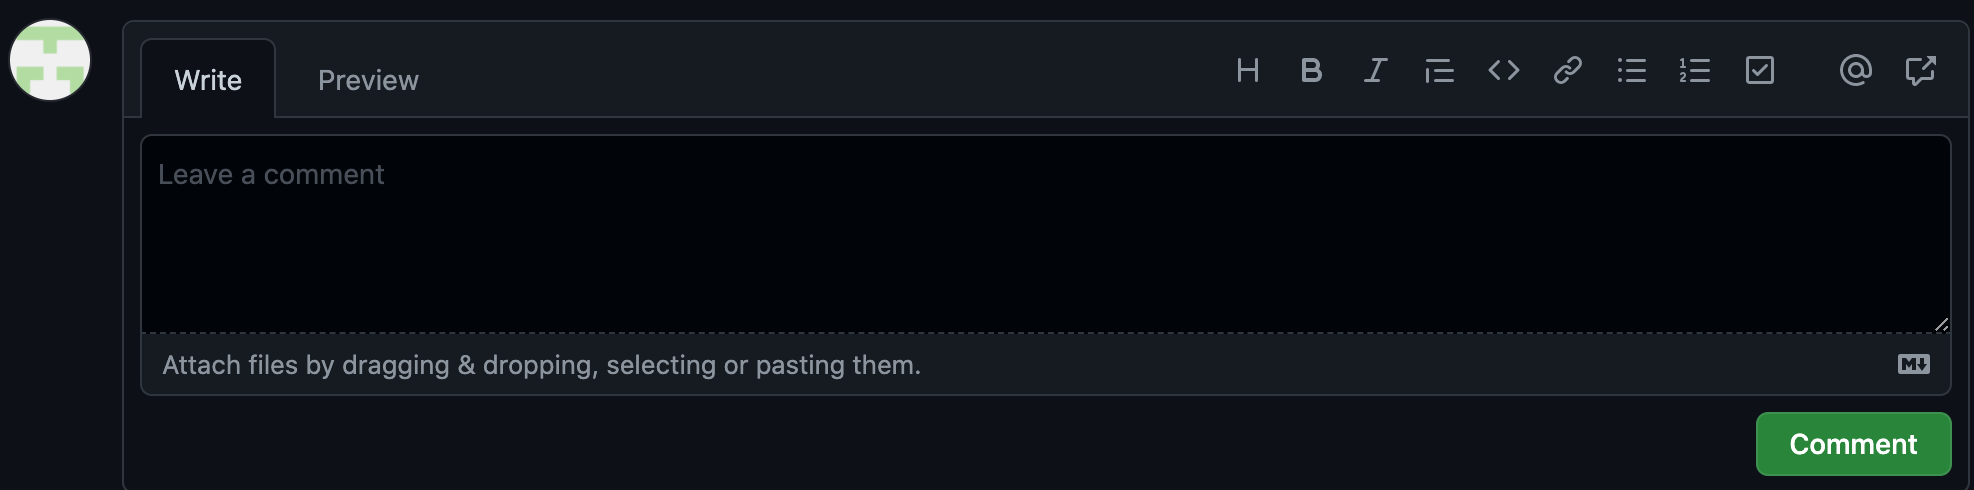 Write
Preview
Leave a comment
Attach files by dragging & dropping, selecting or pasting them.
Comment